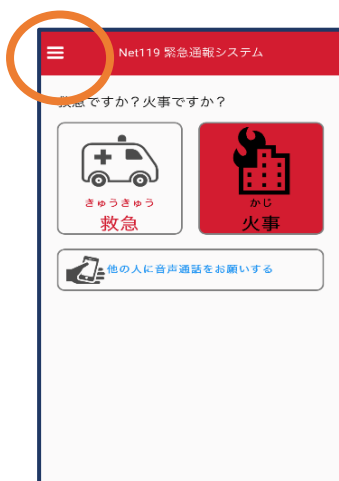 Net119 緊急通報システム
救急ですか？火事ですか？
きゅうきゅう
救急
かじ
火事
他の人に音声通話をお願いする